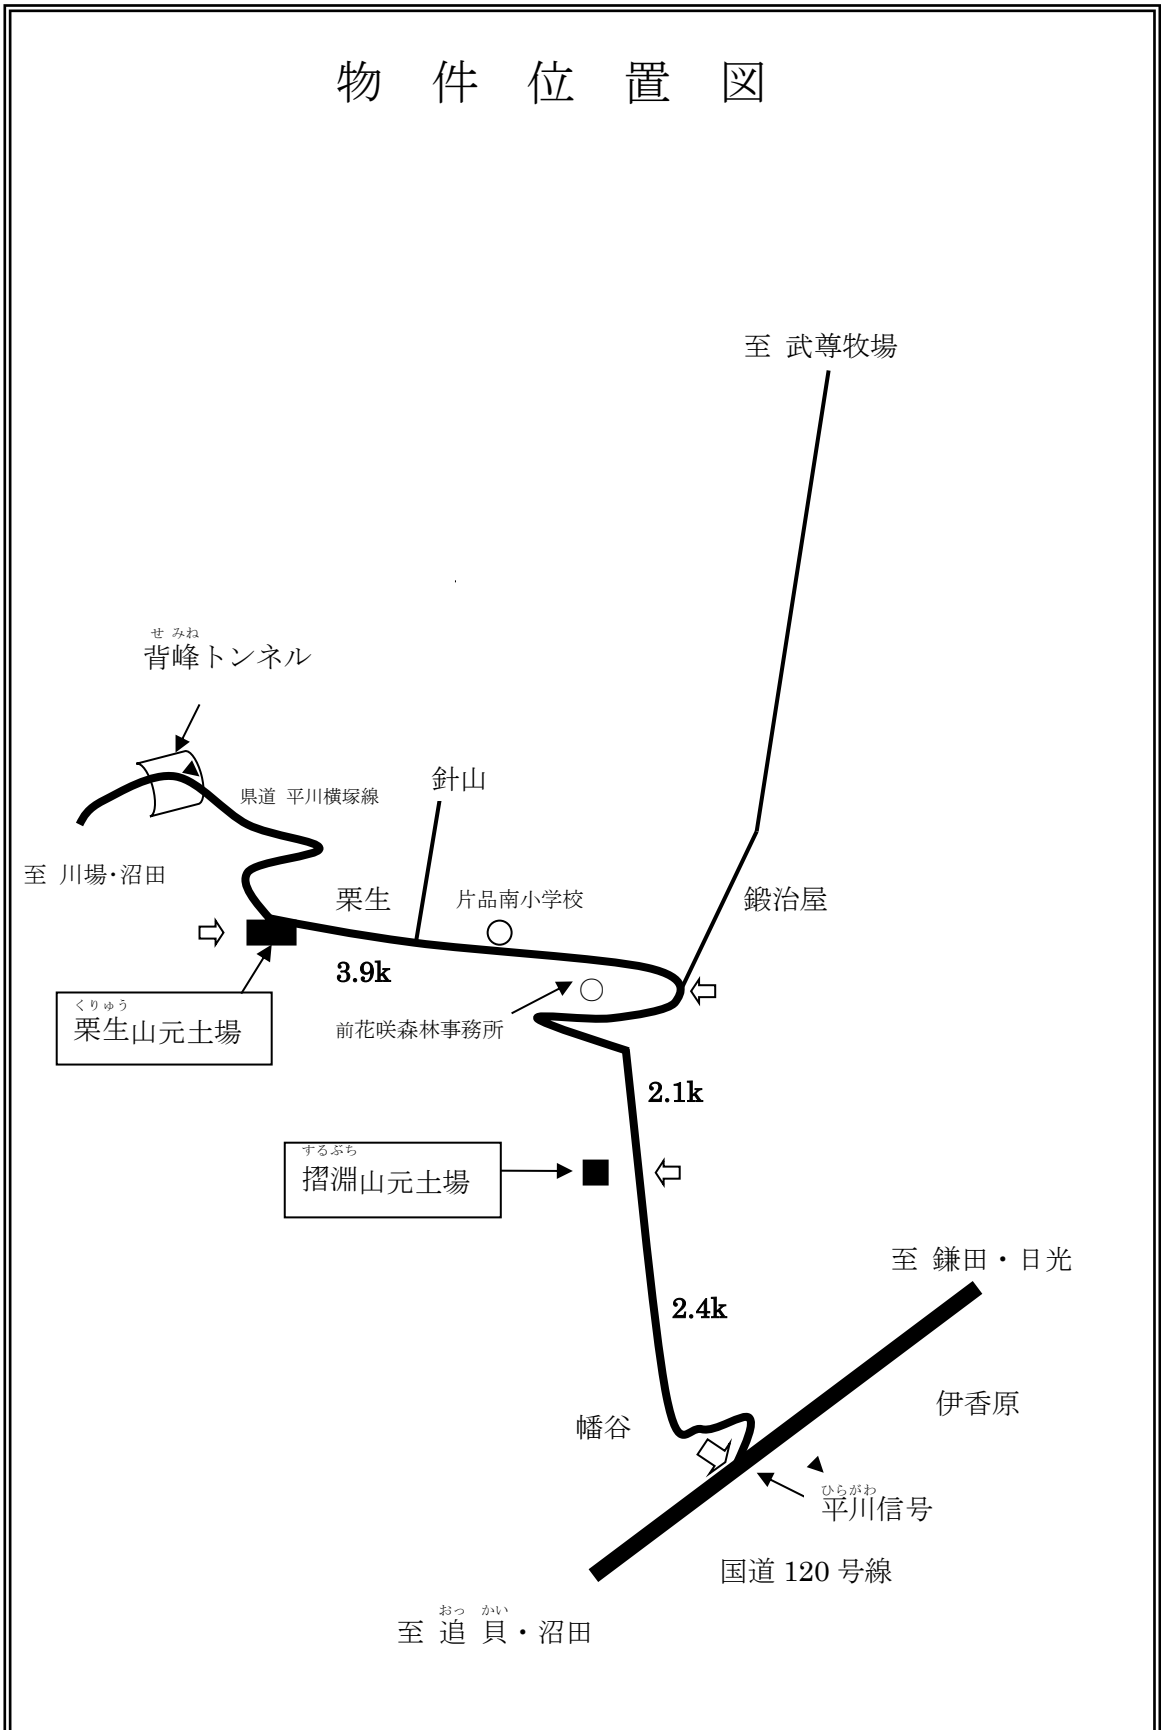 物件位置図
至 武尊牧場
せ みね
背峰トンネル
針山
県道 平川横塚線
至 川場・沼田
栗生
片品南小学校
鍛治屋
3.9k
くりゅう
栗生山元土場
前花咲森林事務所
2.1k
するぶち
摺淵山元土場
至 鎌田・日光
2.4k
伊香原
幡谷
ひらがわ
平川信号
国道 120 号線
おっ かい
至 追 貝・沼田